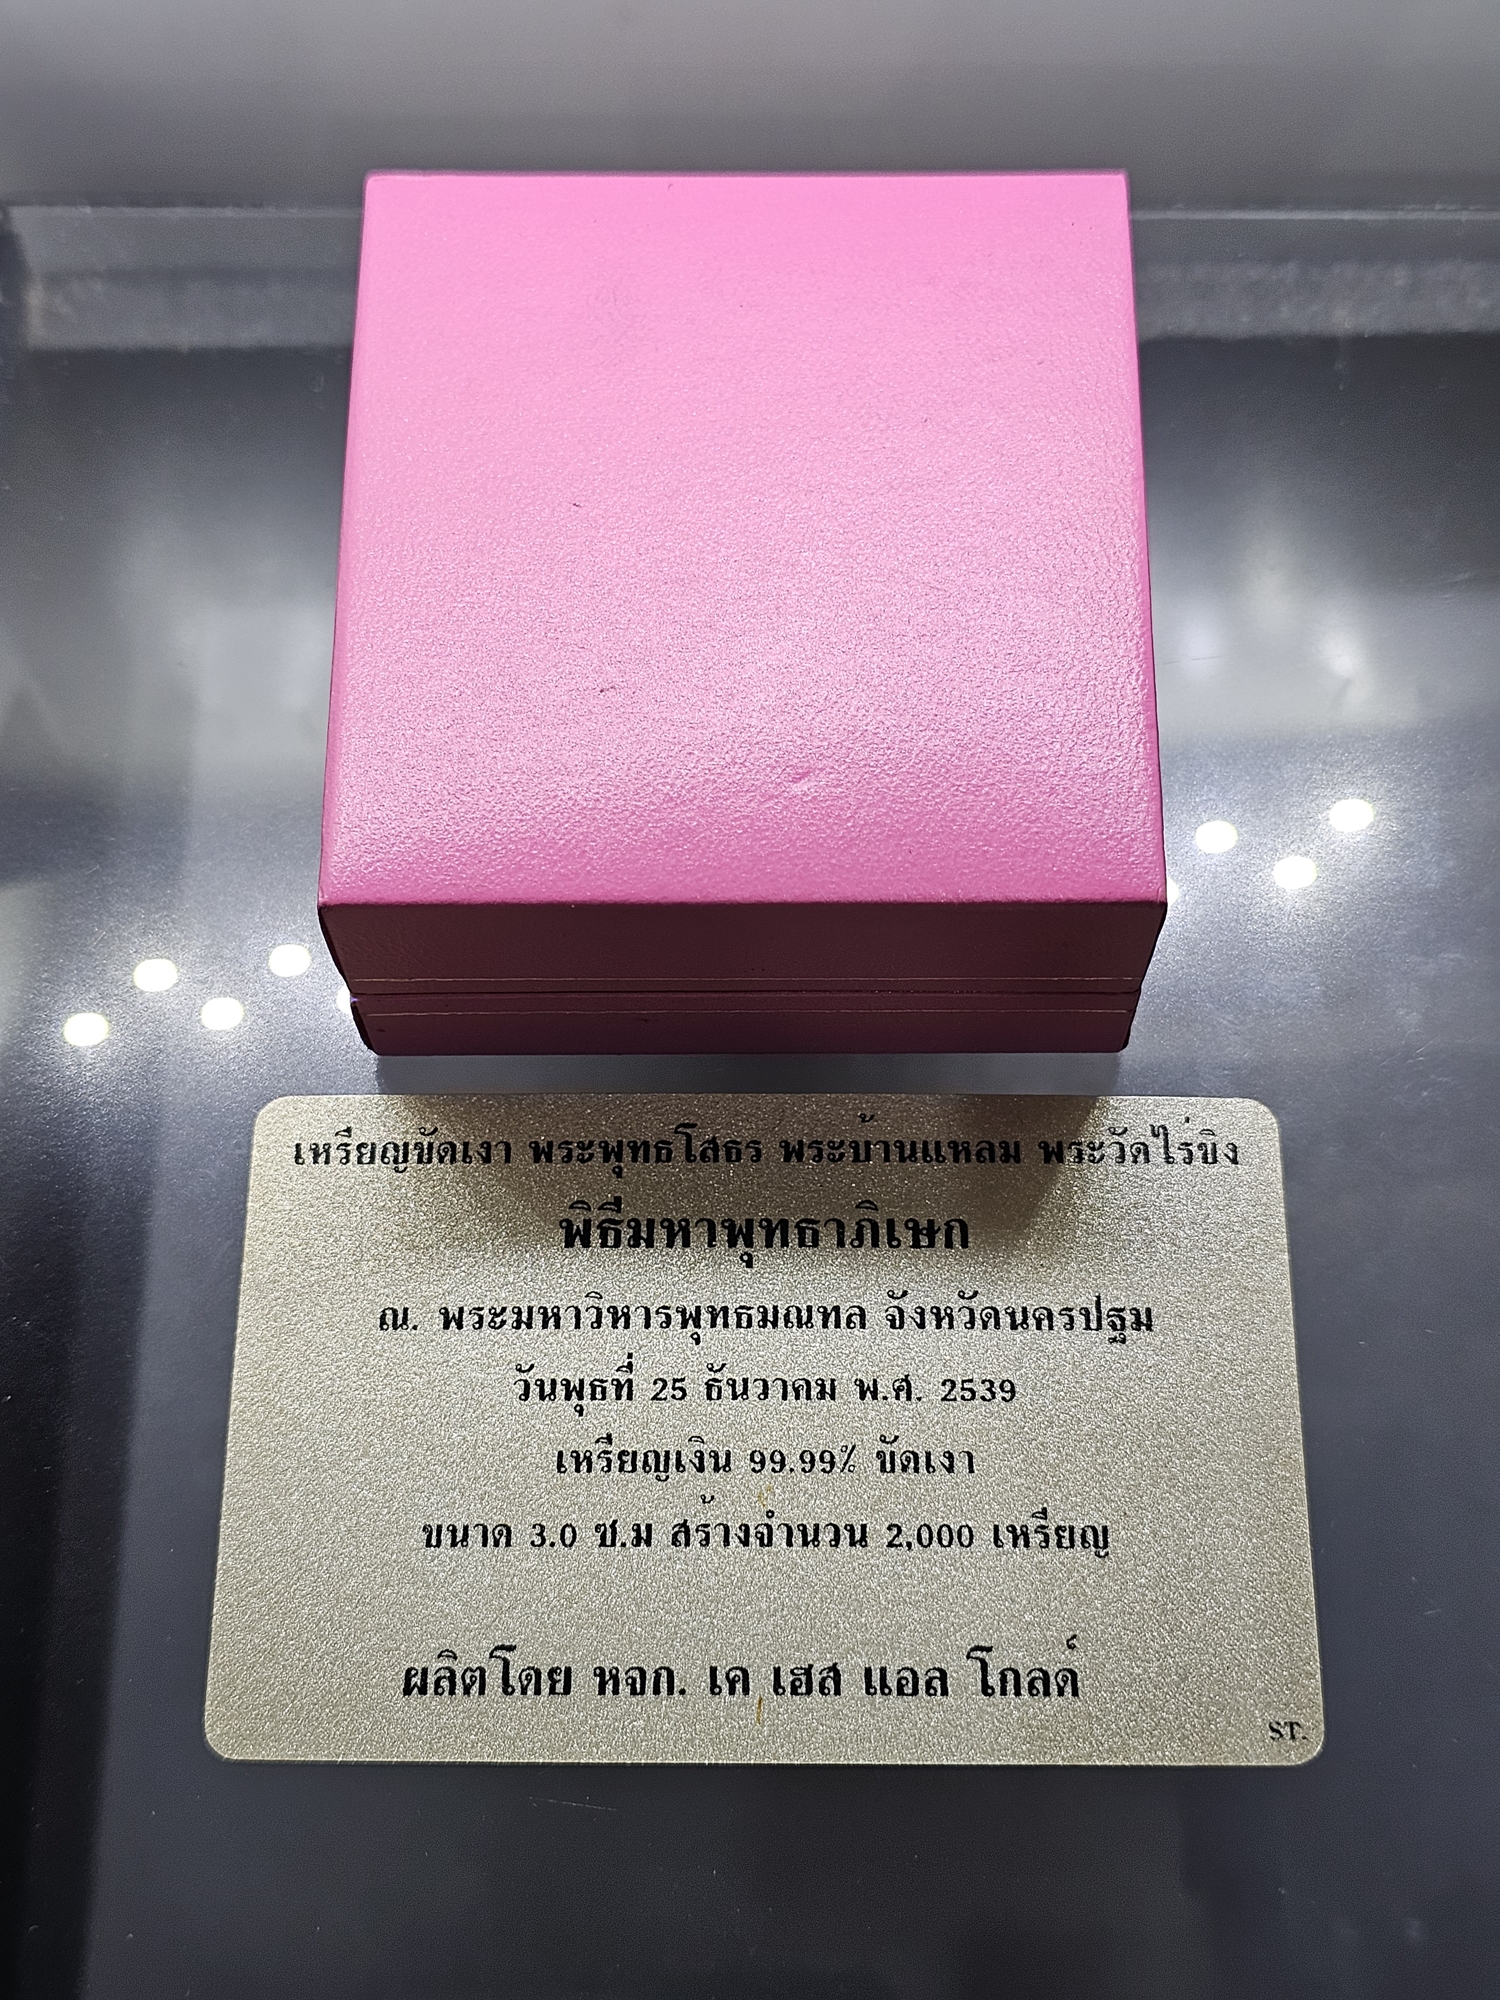 เหรียญขัดเงา พระพุทธโสธร พระบ้านแหลม พระวัดไร่ขิง
พิธีมหาพุทธาภิเษก
ณ. พระมหาวิหารพุทธมณฑล จังหวัดนครปฐม
วันพุธที่ 25 ธันวาคม พ.ศ. 2539
เหรียญเงิน 99.99% ขัดเงา
ขนาด 3.0 ซ.ม สร้างจำนวน 2,000 เหรียญ
ผลิตโดย หจก. เค เฮส แอล โกลด์
ST.